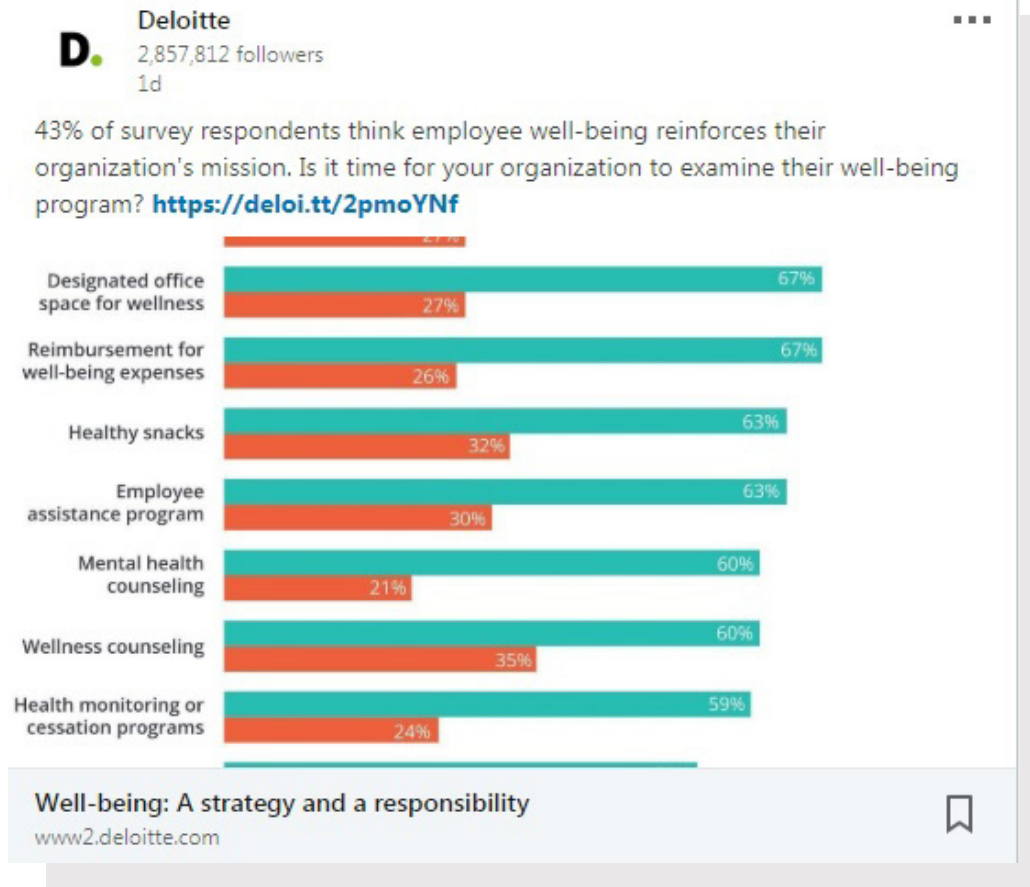 Deloitte
D.
2,857,812 followers
1d
43% of survey respondents think employee well-being reinforces their
organization's mission. Is it time for your organization to examine their well-being
program? https://deloi.tt/2pmoYNf
27%
Designated office
space for wellness
67%
27%
Reimbursement for
well-being expenses
67%
26%
Healthy snacks
63%
32%
Employee
assistance program
63%
30%
Mental health
counseling
60%
21%
Wellness counseling
60%
35%
Health monitoring or
cessation programs
59%
24%
Well-being: A strategy and a responsibility
www2.deloitte.com